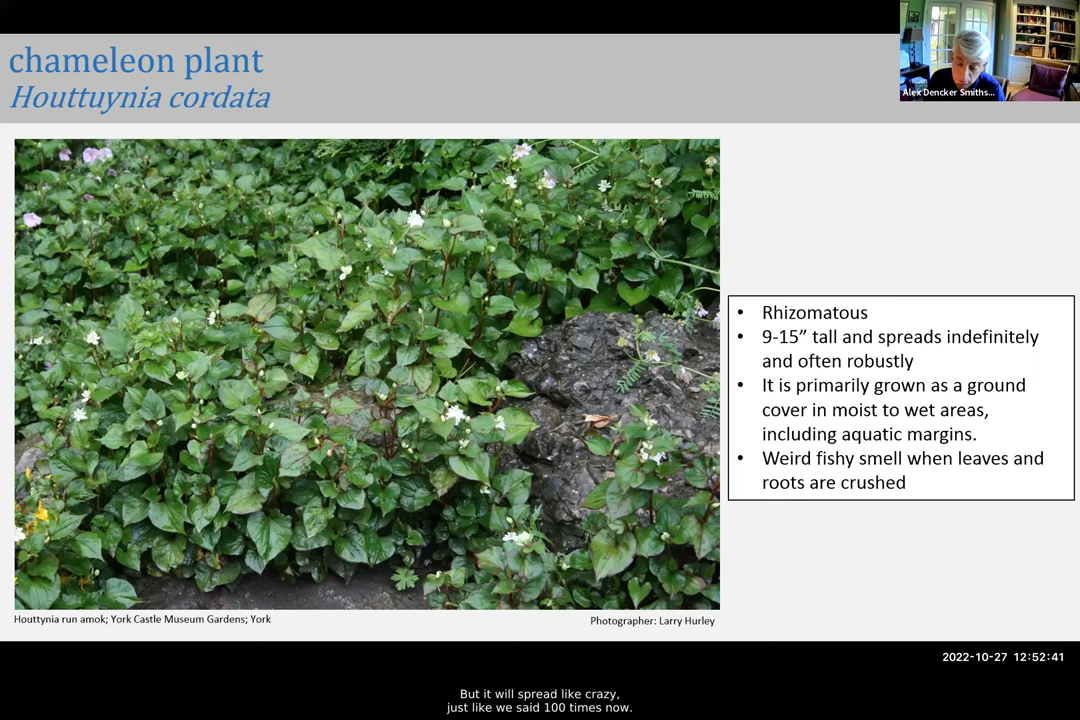 chameleon plant
Houttuynia cordata
Alex Dencker Smiths...
• Rhizomatous
• 9-15” tall and spreads indefinitely
and often robustly
• It is primarily grown as a ground
cover in moist to wet areas,
including aquatic margins.
• Weird fishy smell when leaves and
roots are crushed
Houttynia run amok; York Castle Museum Gardens; York
Photographer: Larry Hurley
2022-10-27 12:52:41
But it will spread like crazy,
just like we said 100 times now.